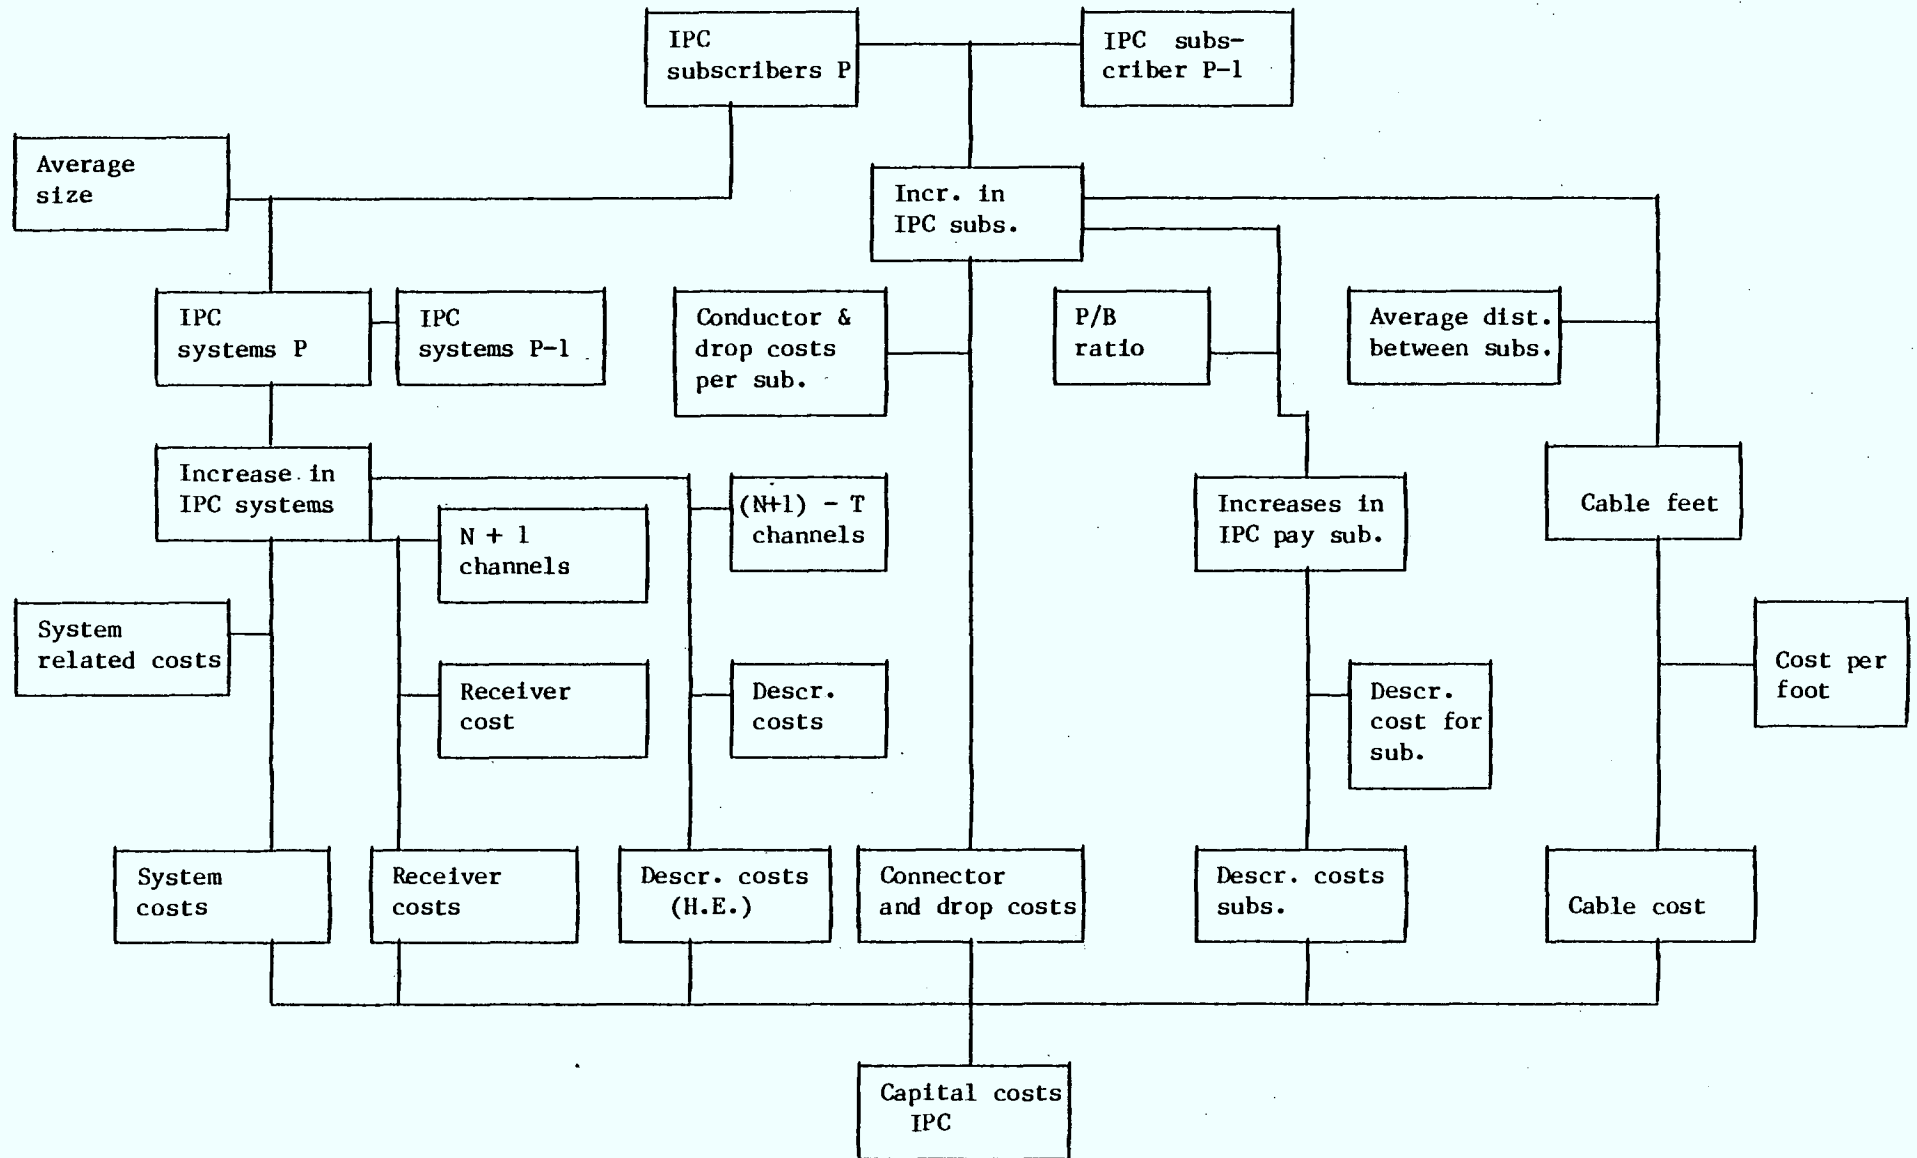 IPC
subscribers P
IPC subs-
criber P-1
Average
size
Incr. in
IPC subs.
IPC
systems P
IPC
systems P-1
Conductor &
drop costs
per sub.
P/B
ratio
Average dist.
between subs.
Increase in
IPC systems
N + 1
channels
(N+1) - T
channels
Increases in
IPC pay sub.
Cable feet
System
related costs
Receiver
cost
Descr.
costs
Descr.
cost for
sub.
Cost per
foot
System
costs
Receiver
costs
Descr. costs
(H.E.)
Connector
and drop costs
Descr. costs
subs.
Cable cost
Capital costs
IPC